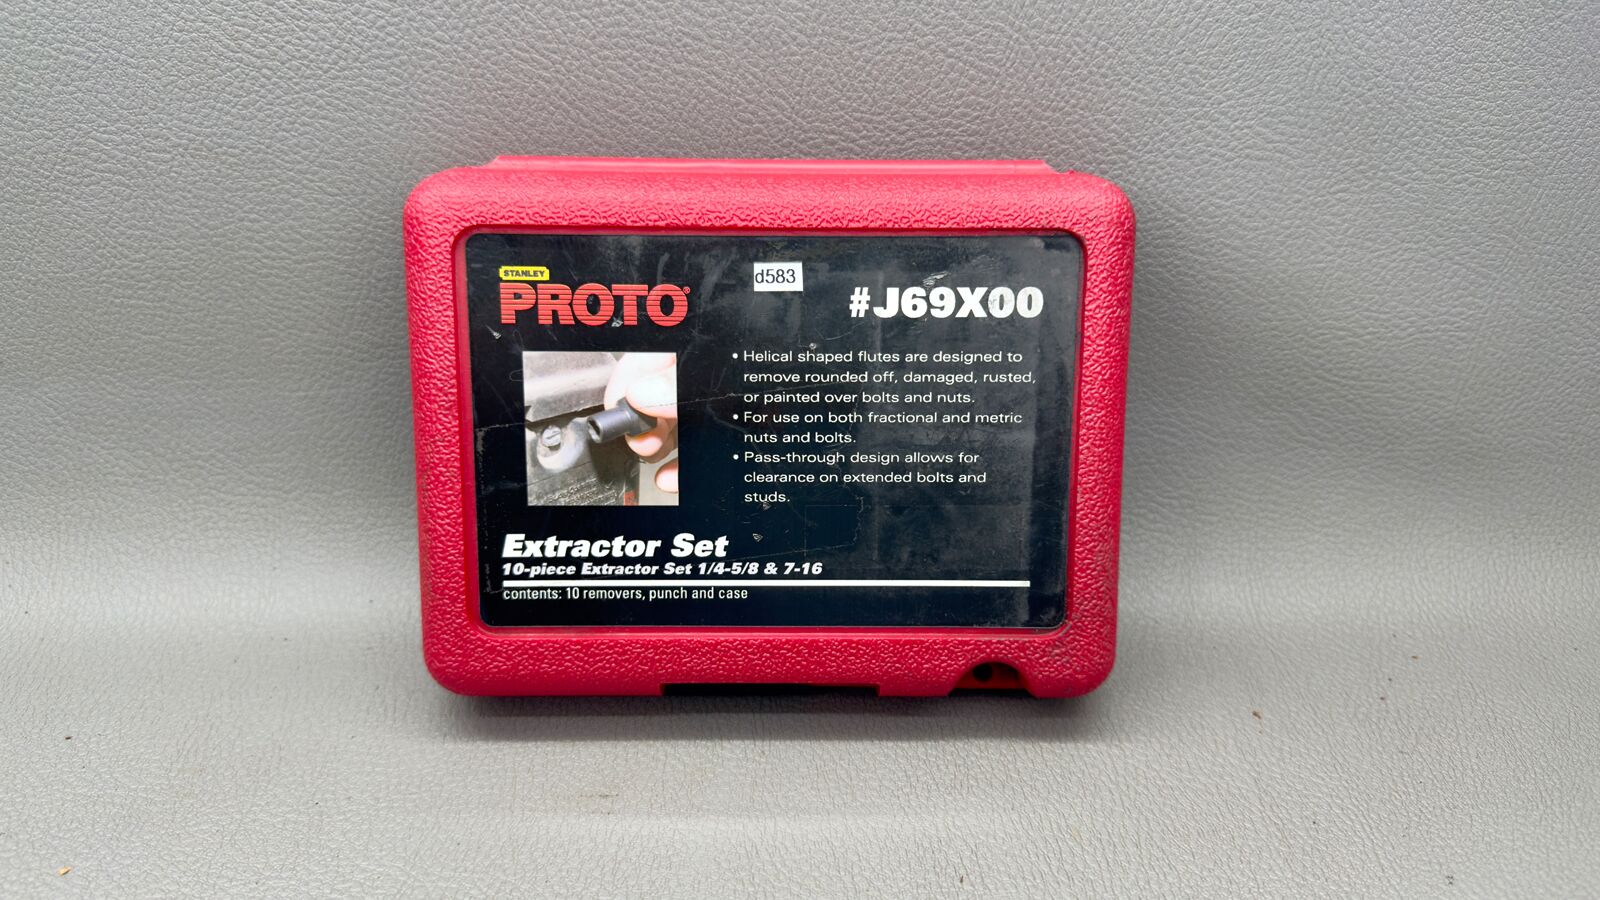 STANLEY
PROTO®
d583
#J69X00
• Helical shaped flutes are designed to
remove rounded off, damaged, rusted,
or painted over bolts and nuts.
• For use on both fractional and metric
nuts and bolts.
• Pass-through design allows for
clearance on extended bolts and
studs.
Extractor Set
10-piece Extractor Set 1/4-5/8 & 7-16
contents: 10 removers, punch and case